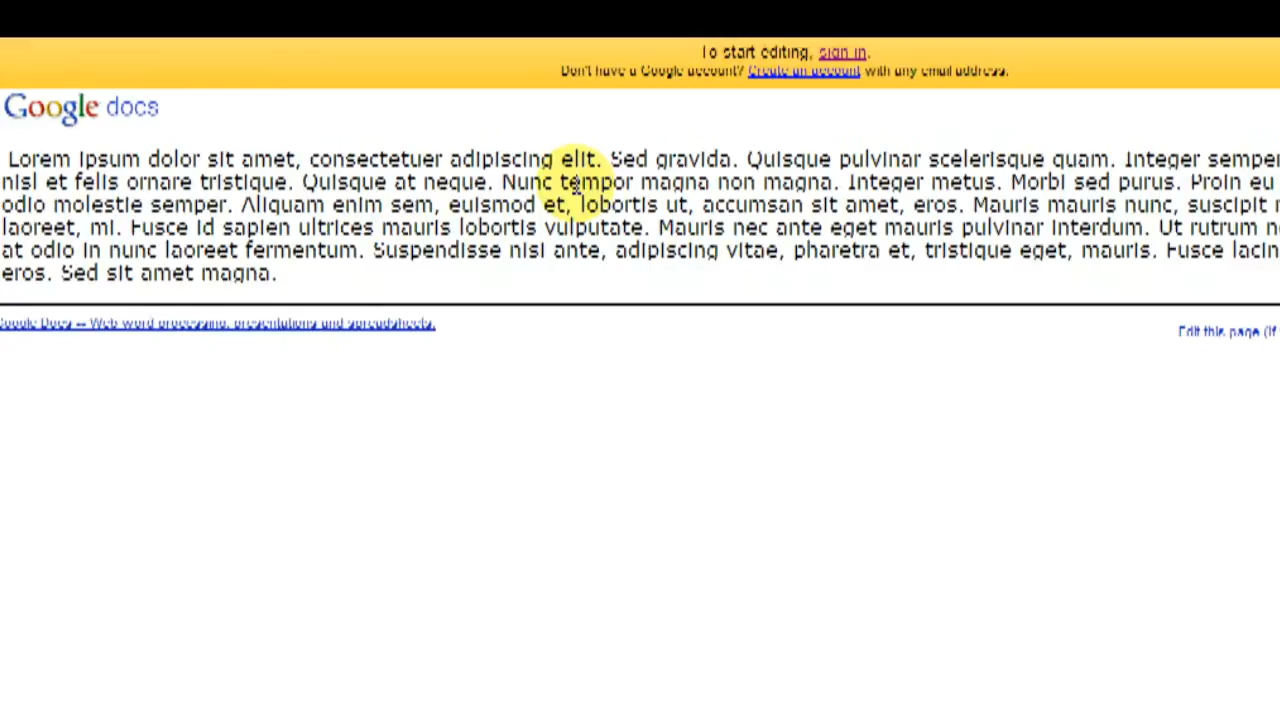 To start editing, sign in.
Don't have a Google account? Create an account with any email address.
Google docs
Lorem ipsum dolor sit amet, consectetuer adipiscing elit. Sed gravida. Quisque pulvinar scelerisque quam. Integer semper
nisl et felis ornare tristique. Quisque at neque. Nunc tempor magna non magna. Integer metus. Morbi sed purus. Proin eu
odio molestie semper. Aliquam enim sem, euismod et, lobortis ut, accumsan sit amet, eros. Mauris mauris nunc, suscipit
laoreet, mi. Fusce id sapien ultrices mauris lobortis vulputate. Mauris nec ante eget mauris pulvinar interdum. Ut rutrum
at odio in nunc laoreet fermentum. Suspendisse nisi ante, adipiscing vitae, pharetra et, tristique eget, mauris. Fusce
eros. Sed sit amet magna.
Google Docs -- Web word processing, presentations and spreadsheets.
Edit this page (if